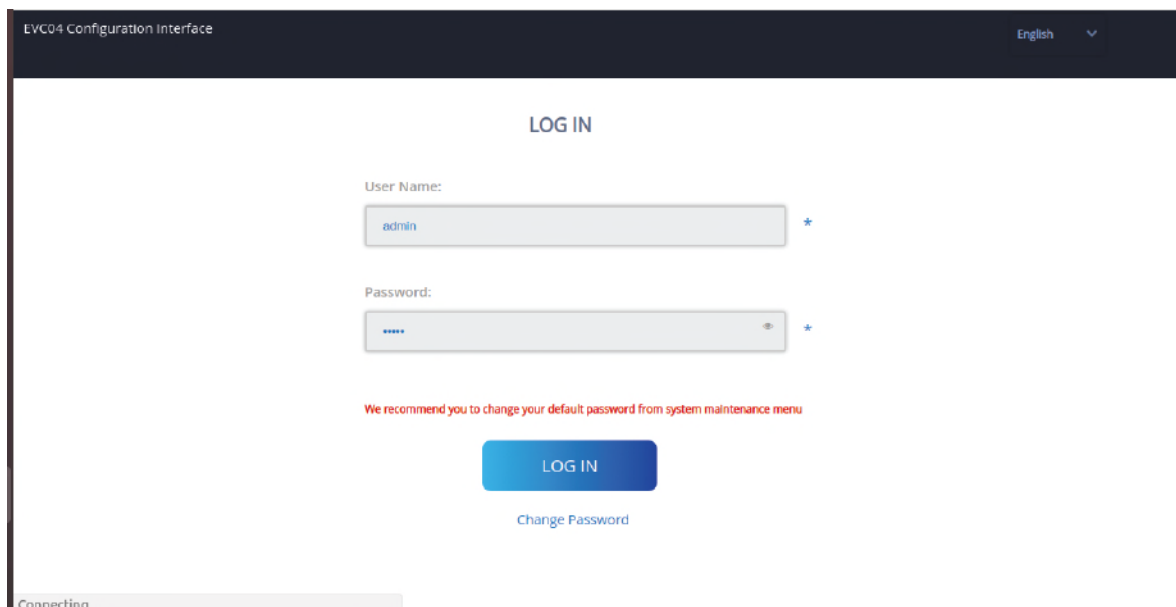 EVC04 Configuration Interface
English
LOG IN
User Name:
admin
*
Password:
•••••
*
We recommend you to change your default password from system maintenance menu
LOG IN
Change Password
Connecting